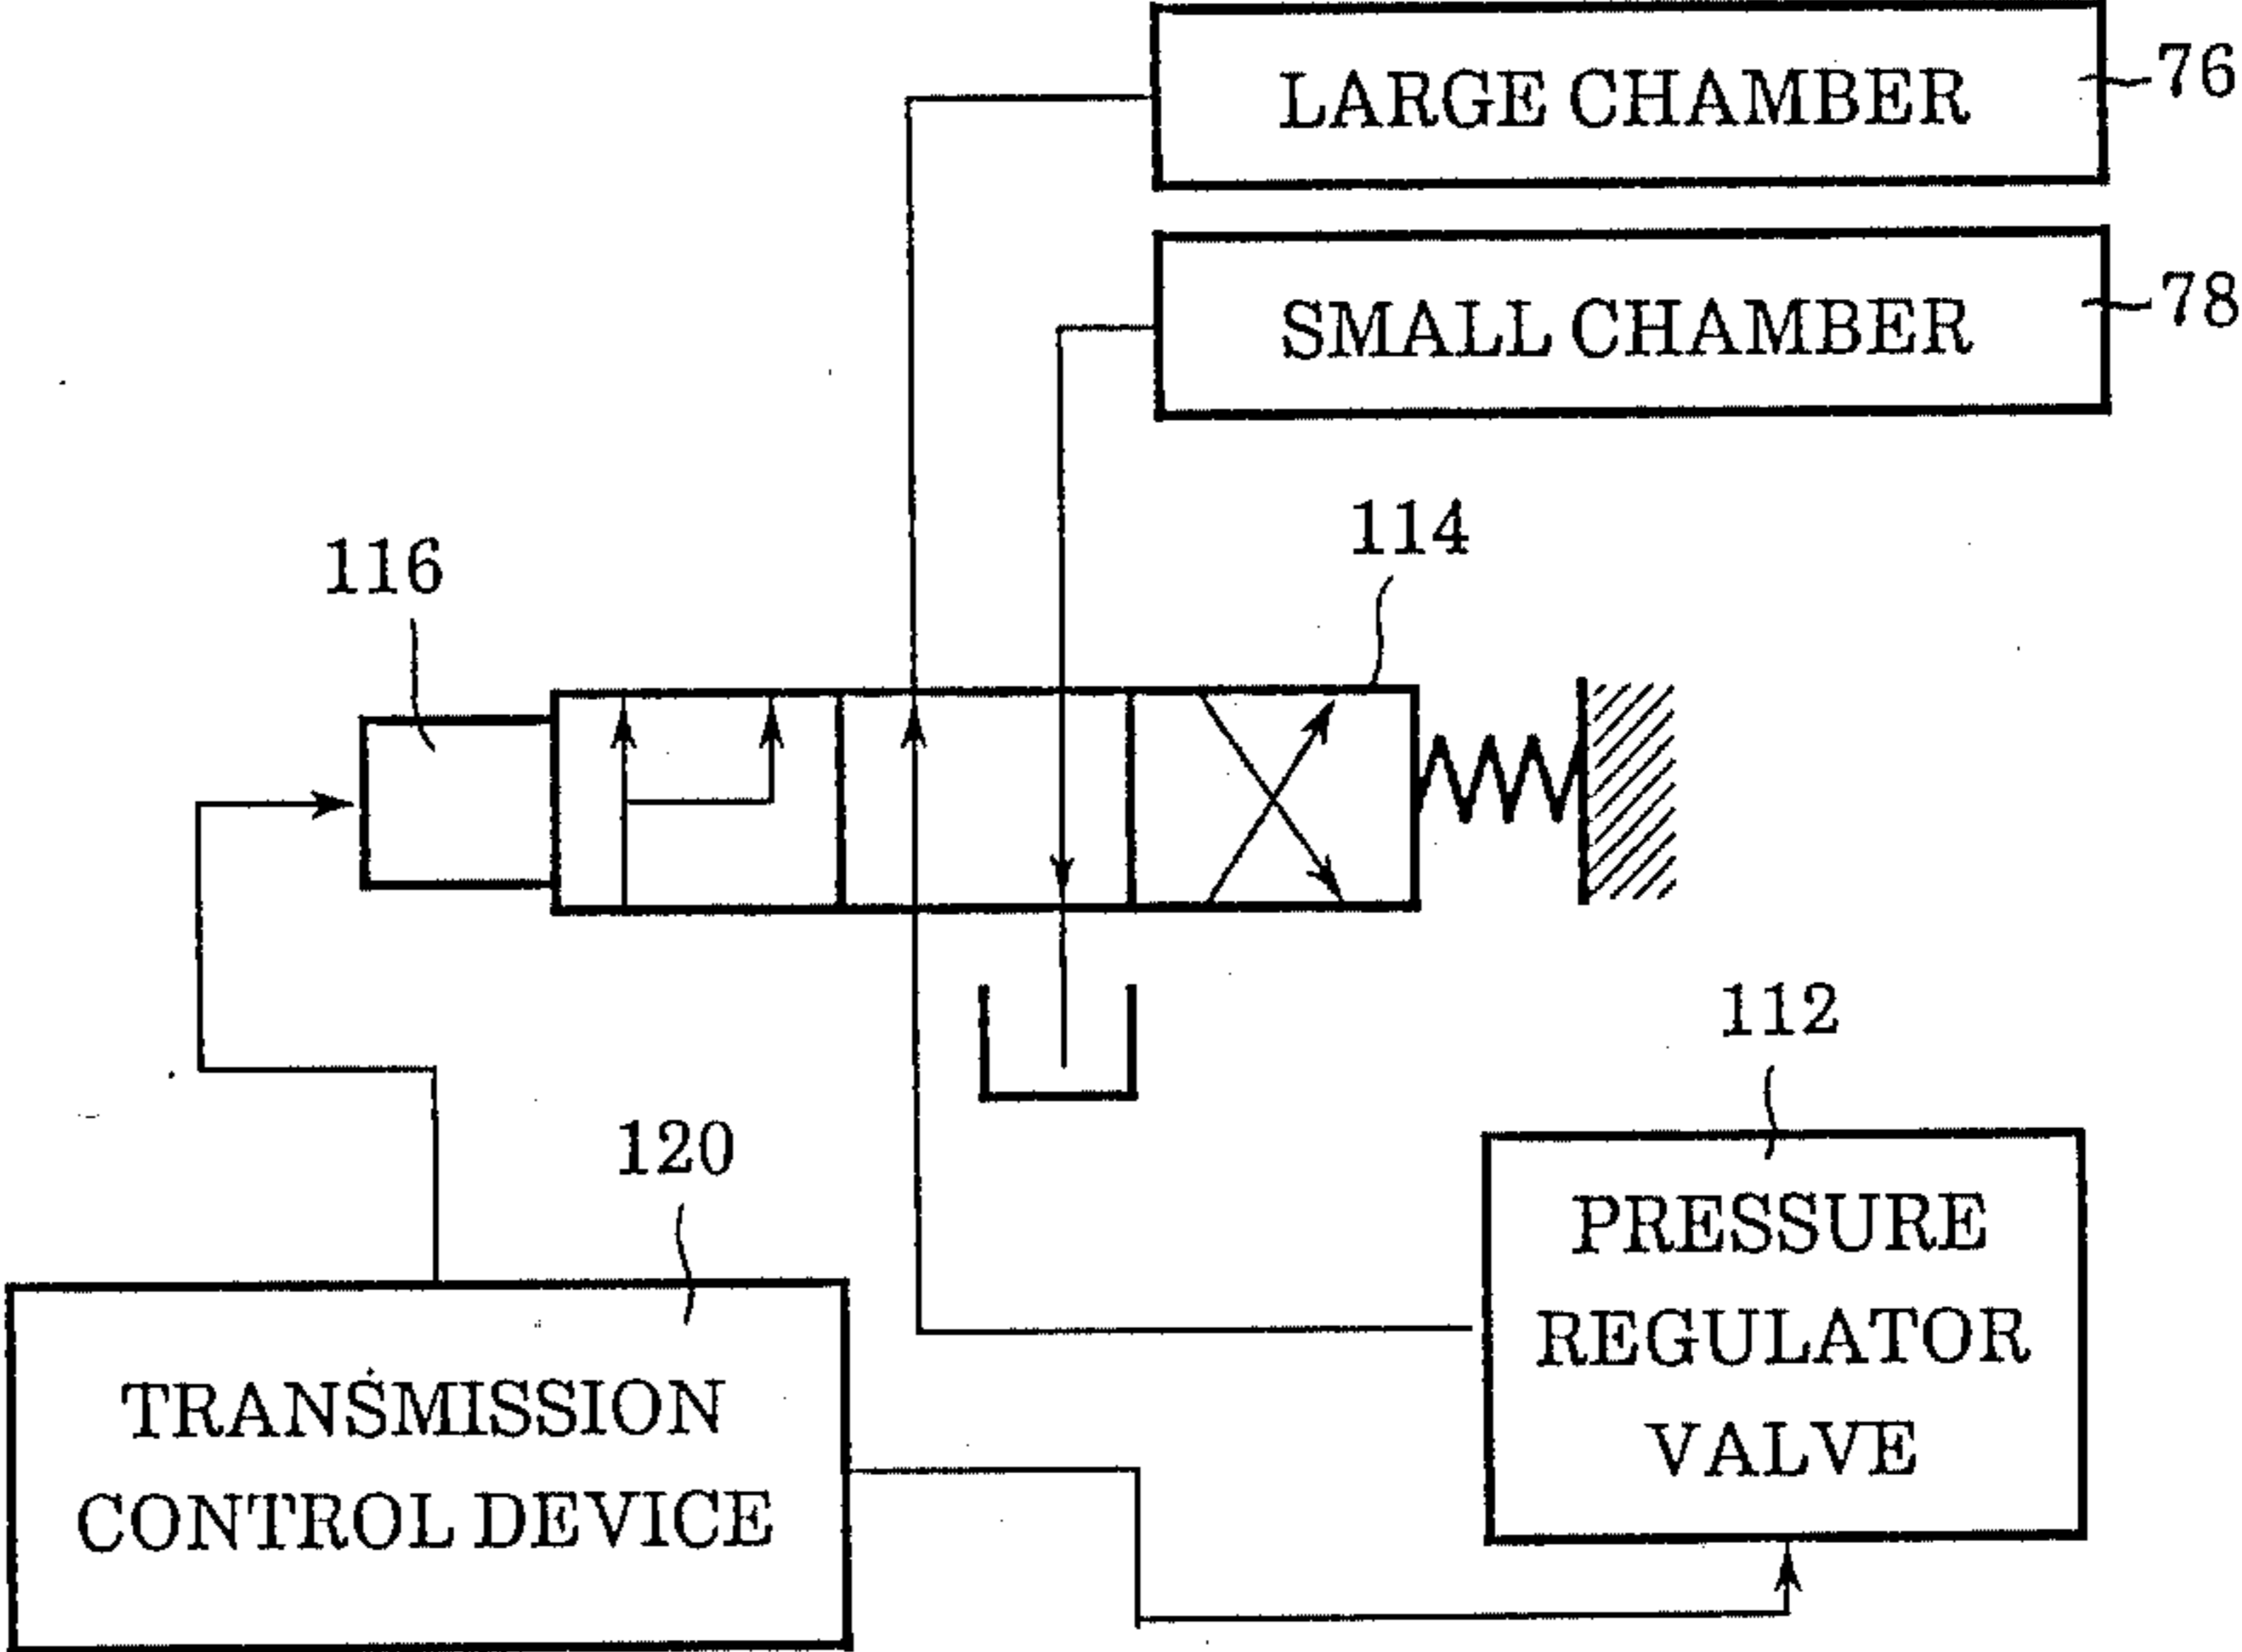 LARGE CHAMBER
76
SMALL CHAMBER
78
114
116
112
120
PRESSURE
REGULATOR
VALVE
TRANSMISSION
CONTROL DEVICE